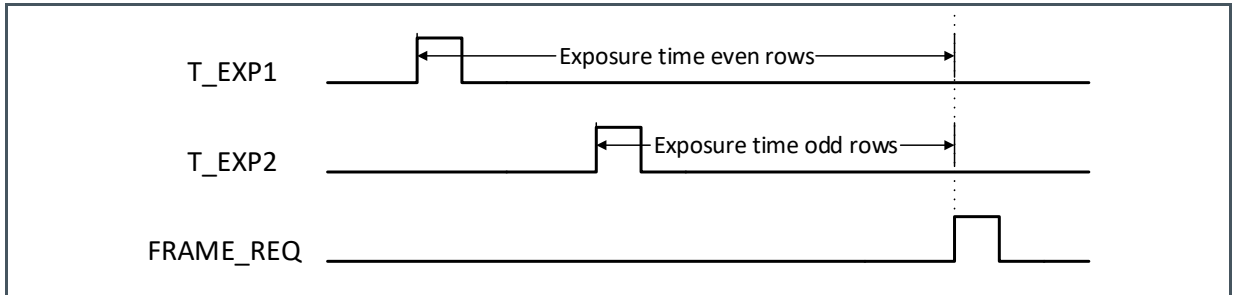 T_EXP1
Exposure time even rows
T_EXP2
Exposure time odd rows
FRAME_REQ